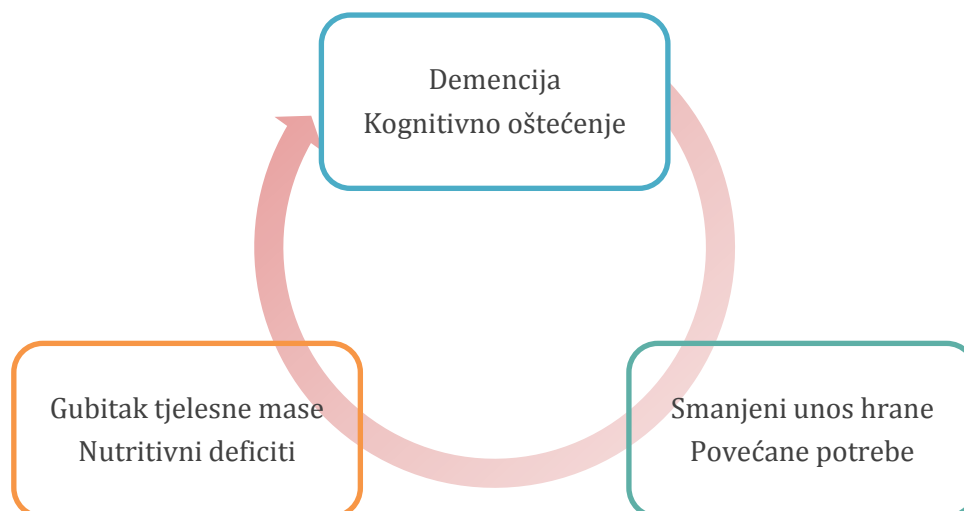 Demencija
Kognitivno oštećenje
Gubitak tjelesne mase
Nutritivni deficiti
Smanjeni unos hrane
Povećane potrebe